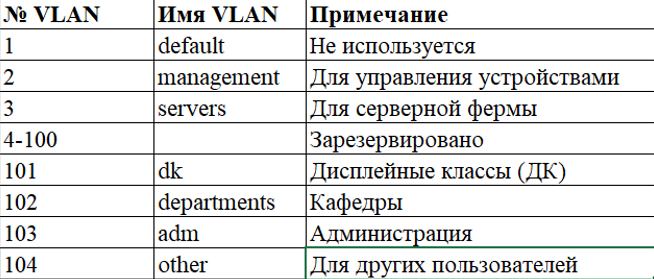 № VLAN Имя VLAN Примечание
1 default Не используется
2 management Для управления устройствами
3 servers Для серверной фермы
4-100 Зарезервировано
101 dk Дисплейные классы (ДК)
102 departments Кафедры
103 adm Администрация
104 other Для других пользователей